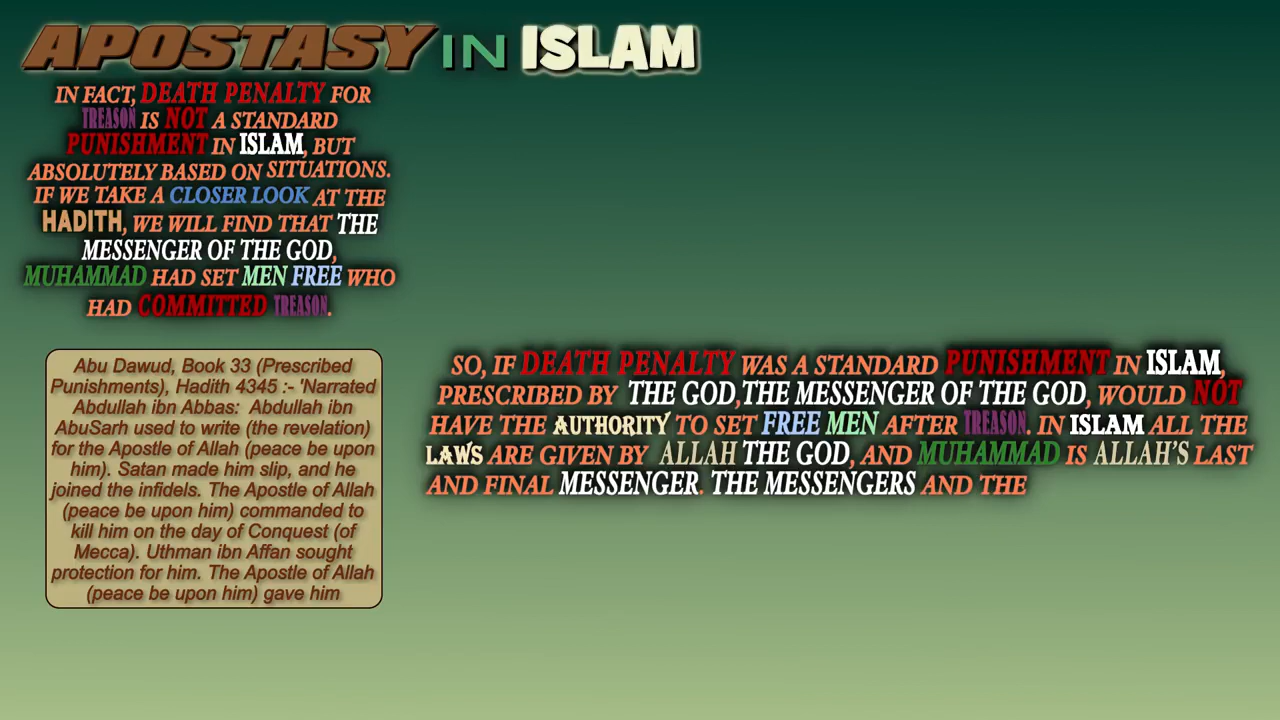 APOSTASY IN ISLAM
IN FACT, DEATH PENALTY FOR
TREASON IS NOT A STANDARD
PUNISHMENT IN ISLAM, BUT
ABSOLUTELY BASED ON SITUATIONS.
IF WE TAKE A CLOSER LOOK AT THE
HADITH, WE WILL FIND THAT THE
MESSENGER OF THE GOD,
MUHAMMAD HAD SET MEN FREE WHO
HAD COMMITTED TREASON.
Abu Dawud, Book 33 (Prescribed
Punishments), Hadith 4345 :- 'Narrated
Abdullah ibn Abbas: Abdullah ibn
AbuSarh used to write (the revelation)
for the Apostle of Allah (peace be upon
him). Satan made him slip, and he
joined the infidels. The Apostle of Allah
(peace be upon him) commanded to
kill him on the day of Conquest (of
Mecca). Uthman ibn Affan sought
protection for him. The Apostle of Allah
(peace be upon him) gave him
SO, IF DEATH PENALTY WAS A STANDARD PUNISHMENT IN ISLAM,
PRESCRIBED BY THE GOD,THE MESSENGER OF THE GOD, WOULD NOT
HAVE THE AUTHORITY TO SET FREE MEN AFTER TREASON. IN ISLAM ALL THE
LAWS ARE GIVEN BY ALLAH THE GOD, AND MUHAMMAD IS ALLAH'S LAST
AND FINAL MESSENGER. THE MESSENGERS AND THE